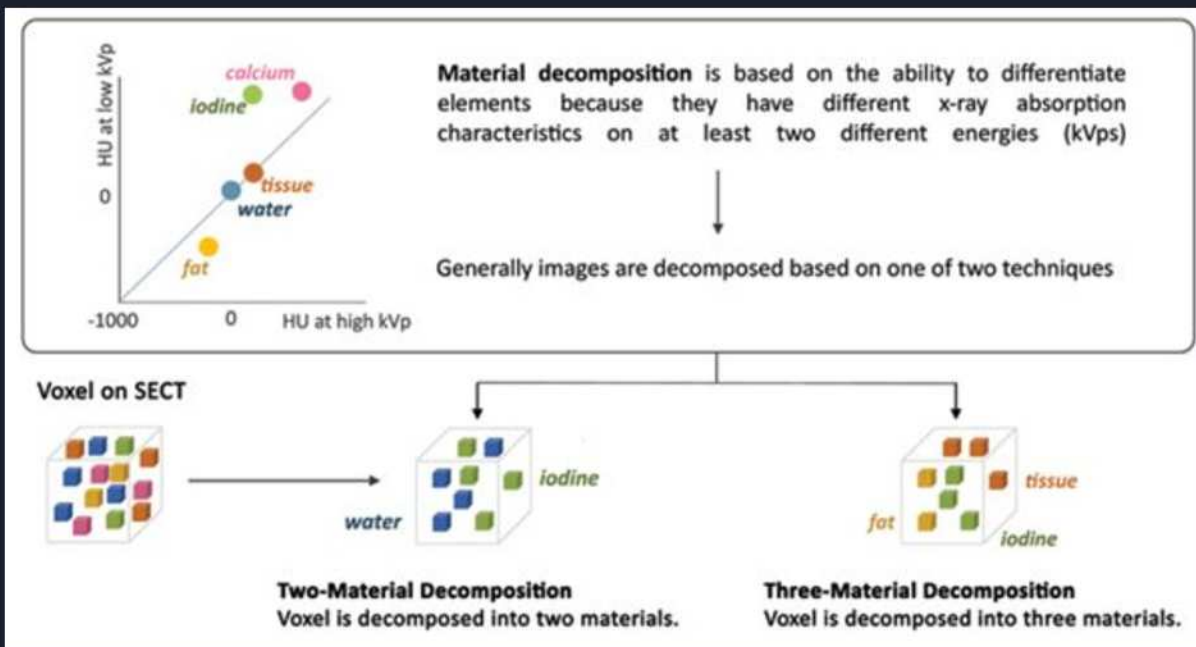 HU at low kVp
calcium
iodine
0
tissue
water
fat
-1000
0
HU at high kVp
Material decomposition is based on the ability to differentiate
elements because they have different x-ray absorption
characteristics on at least two different energies (kVps)
Generally images are decomposed based on one of two techniques
Voxel on SECT
iodine
water
Two-Material Decomposition
Voxel is decomposed into two materials.
tissue
fat
iodine
Three-Material Decomposition
Voxel is decomposed into three materials.